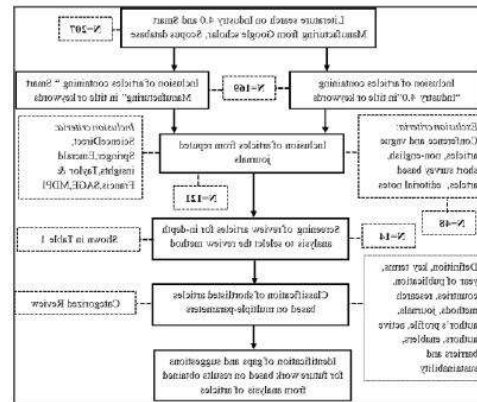 Literature search on Industry 4.0 and Smart
Manufacturing from Google scholar, Scopus database
N=207
Inclusion of articles containing
"Industry 4.0"in title or keywords
N=169
Inclusion of articles containing " Smart
Manufacturing" in title or keywords
Exclusion criteria:
Conference and vague
articles, non-english,
short survey based
articles, editorial notes
N=48
Inclusion of articles from reputed
journals
Inclusion criteria:
ScienceDirect,
Springer,Emerald
insights,Taylor &
Francis,SAGE,MDPI
N=121
Screening of review articles for in-depth
analysis to select the review method
N=14
Shown in Table 1
Definition, key terms,
year of publication,
countries, research
methods, journals,
author's profile, active
authors, enablers,
barriers and
sustainability
Classification of shortlisted articles
based on multiple-parameters
Categorized Review
Identification of gaps and suggestions
for future work based on results obtained
from analysis of articles